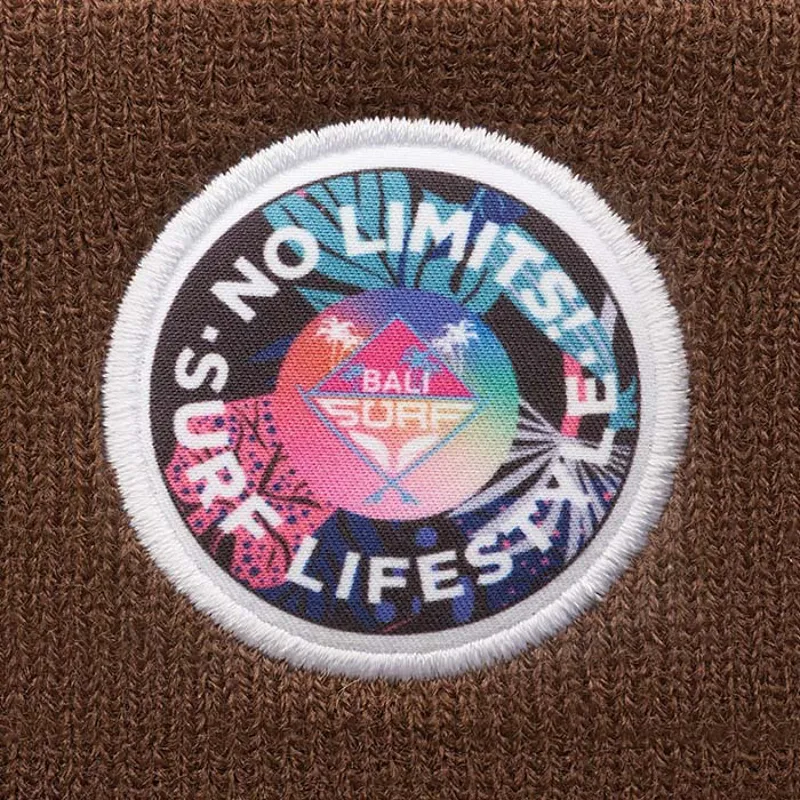 · NO LIMITS!
BALI
SURF
SURF LIFESTYLE